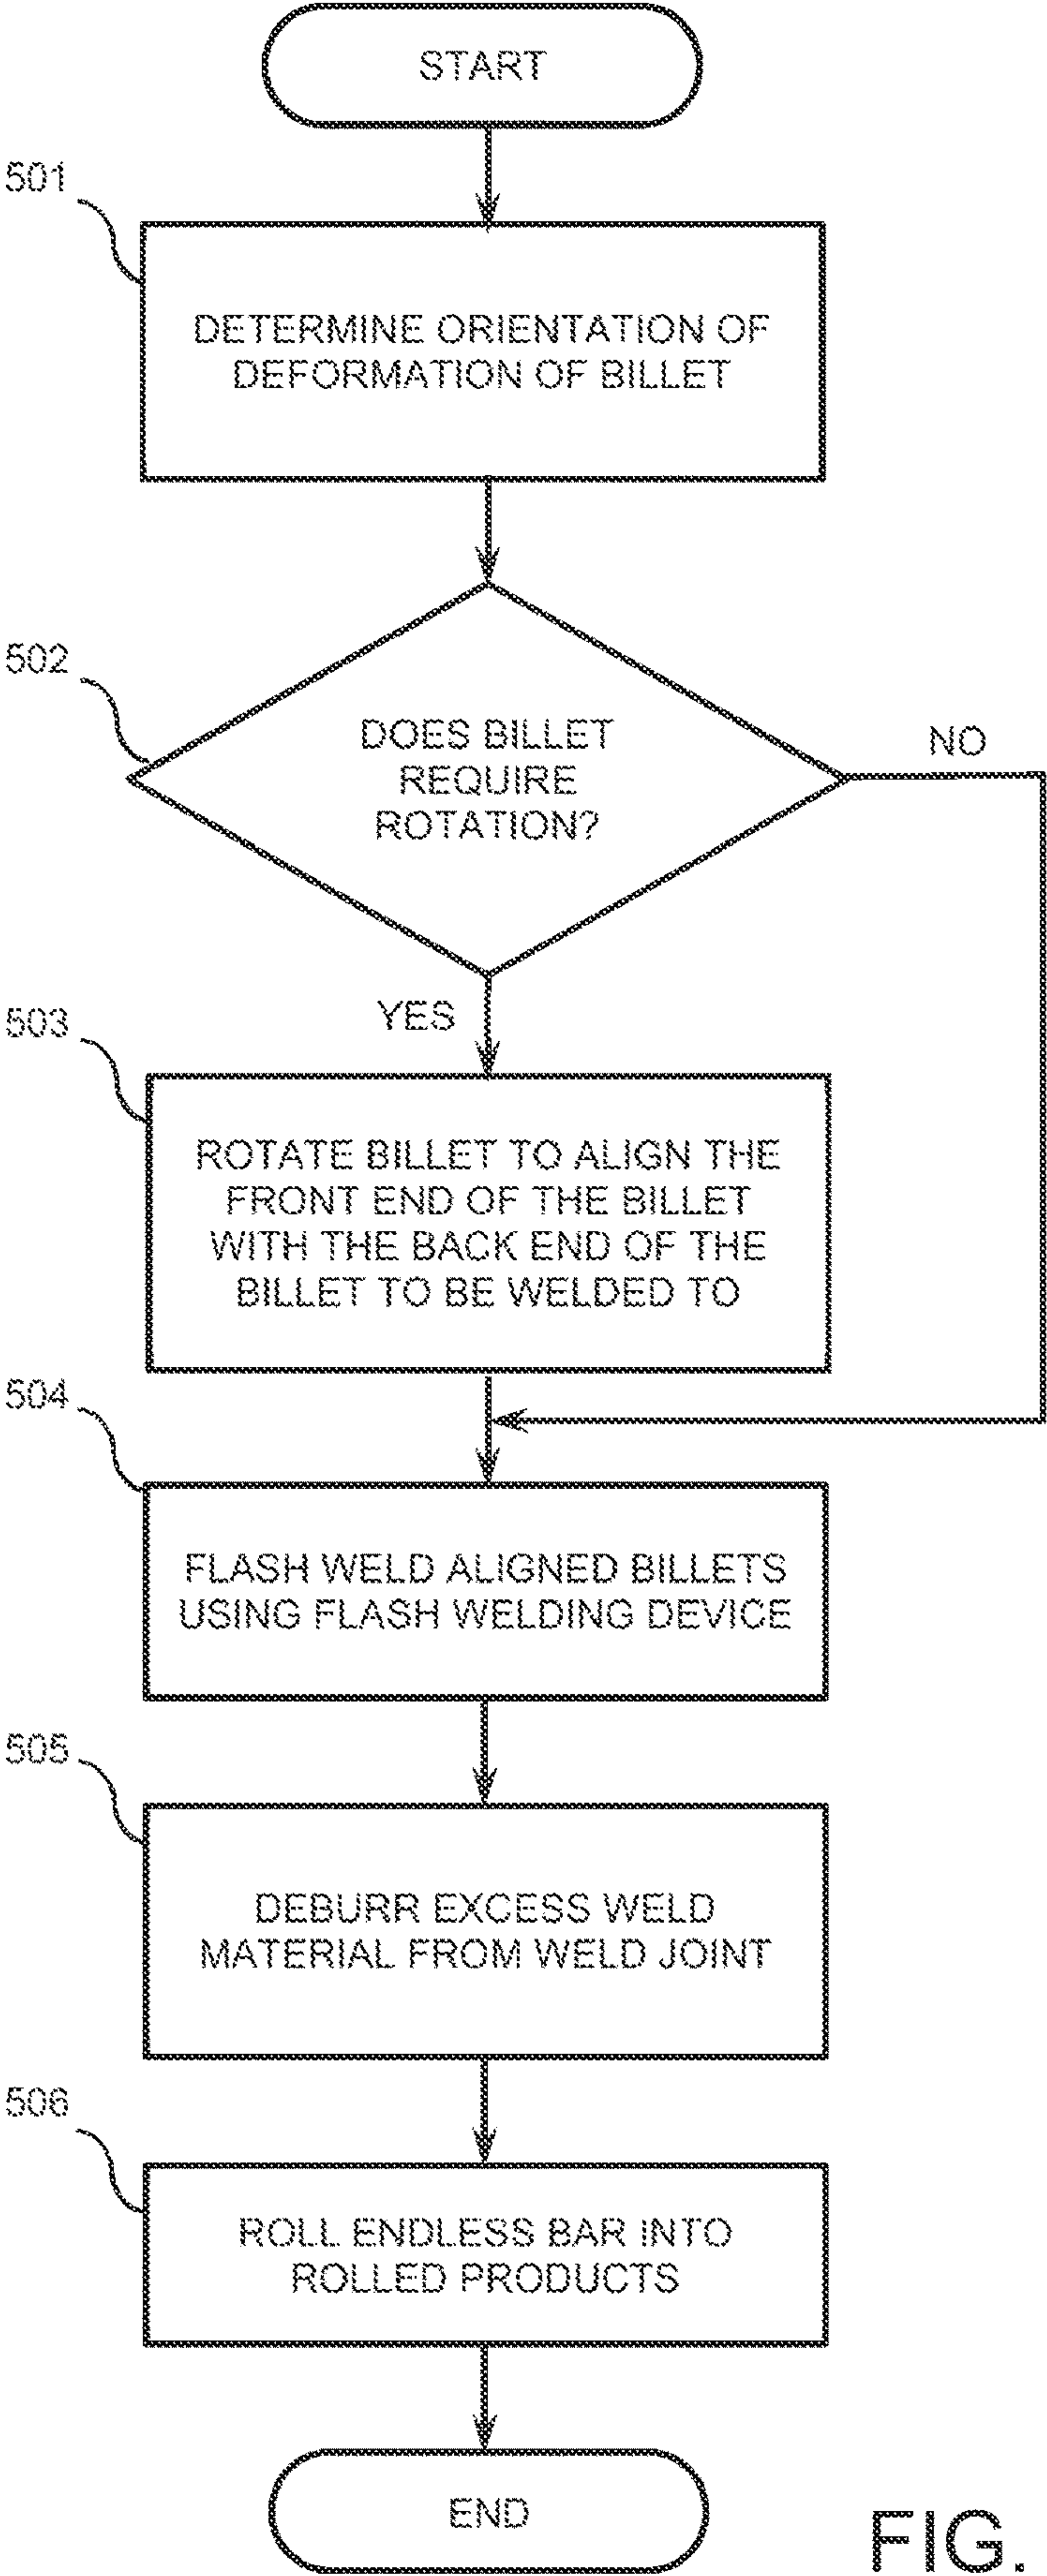 START
501
DETERMINE ORIENTATION OF
DEFORMATION OF BILLET
502
DOES BILLET
REQUIRE
ROTATION?
NO
YES
503
ROTATE BILLET TO ALIGN THE
FRONT END OF THE BILLET
WITH THE BACK END OF THE
BILLET TO BE WELDED TO
504
FLASH WELD ALIGNED BILLETS
USING FLASH WELDING DEVICE
505
DEBURR EXCESS WELD
MATERIAL FROM WELD JOINT
506
ROLL ENDLESS BAR INTO
ROLLED PRODUCTS
END
FIG.